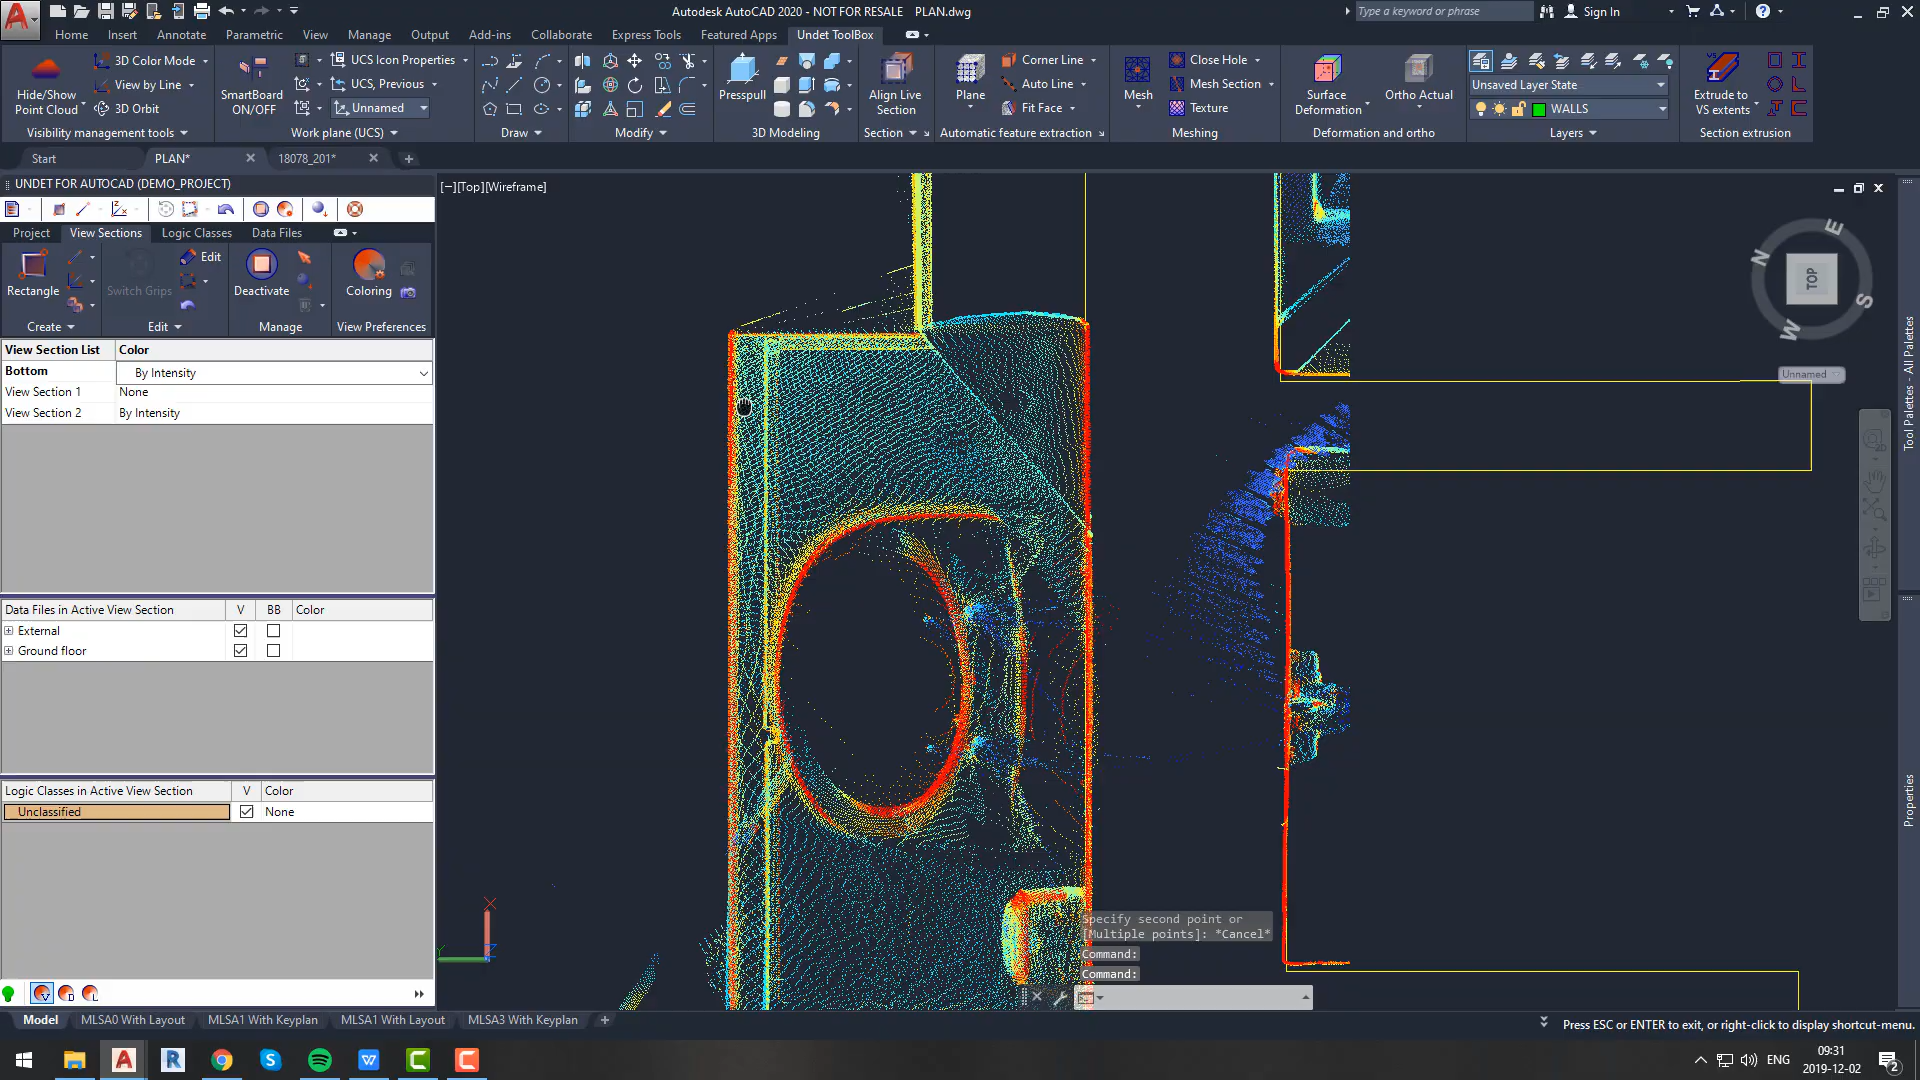 Autodesk AutoCAD 2020 - NOT FOR RESALE PLAN.dwg
Type a keyword or phrase
Sign In
Home Insert Annotate Parametric View Manage Output Add-ins Collaborate Express Tools Featured Apps Undet ToolBox
Hide/Show
Point Cloud
3D Color Mode
View by Line
3D Orbit
Visibility management tools
SmartBoard
ON/OFF
UCS Icon Properties
UCS, Previous
Unnamed
Work plane (UCS)
Draw
Modify
Presspull
3D Modeling
Align Live
Section
Section
Plane
Corner Line
Auto Line
Fit Face
Automatic feature extraction
Mesh
Close Hole
Mesh Section
Texture
Meshing
Surface
Deformation
Ortho Actual
Deformation and ortho
Unsaved Layer State
WALLS
Layers
Extrude to
VS extents
Section extrusion
Start PLAN* 18078_201*
UNDET FOR AUTOCAD (DEMO_PROJECT)
Project View Sections Logic Classes Data Files
Rectangle
Create
Switch Grips
Edit
Edit
Deactivate
Manage
Coloring
View Preferences
View Section List Color
Bottom By Intensity
View Section 1 None
View Section 2 By Intensity
Data Files in Active View Section V BB Color
External
Ground floor
Logic Classes in Active View Section V Color
Unclassified None
[−][Top][Wireframe]
N
E
S
W
TOP
Unnamed
Tool Palettes - All Palettes
Properties
X
Y
Z
Specify second point or
[Multiple points]: *Cancel*
Command:
Command:
Model MLSA0 With Layout MLSA1 With Keyplan MLSA1 With Layout MLSA3 With Keyplan
Press ESC or ENTER to exit, or right-click to display shortcut-menu.
ENG
09:31
2019-12-02
2